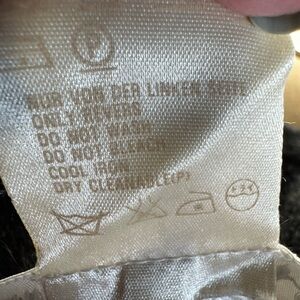 P
NUR VON DER LINKEN SEITE
ONLY REVERS
DO NOT WASH
DO NOT BLEACH
COOL IRON
DRY CLEANABLE(P)